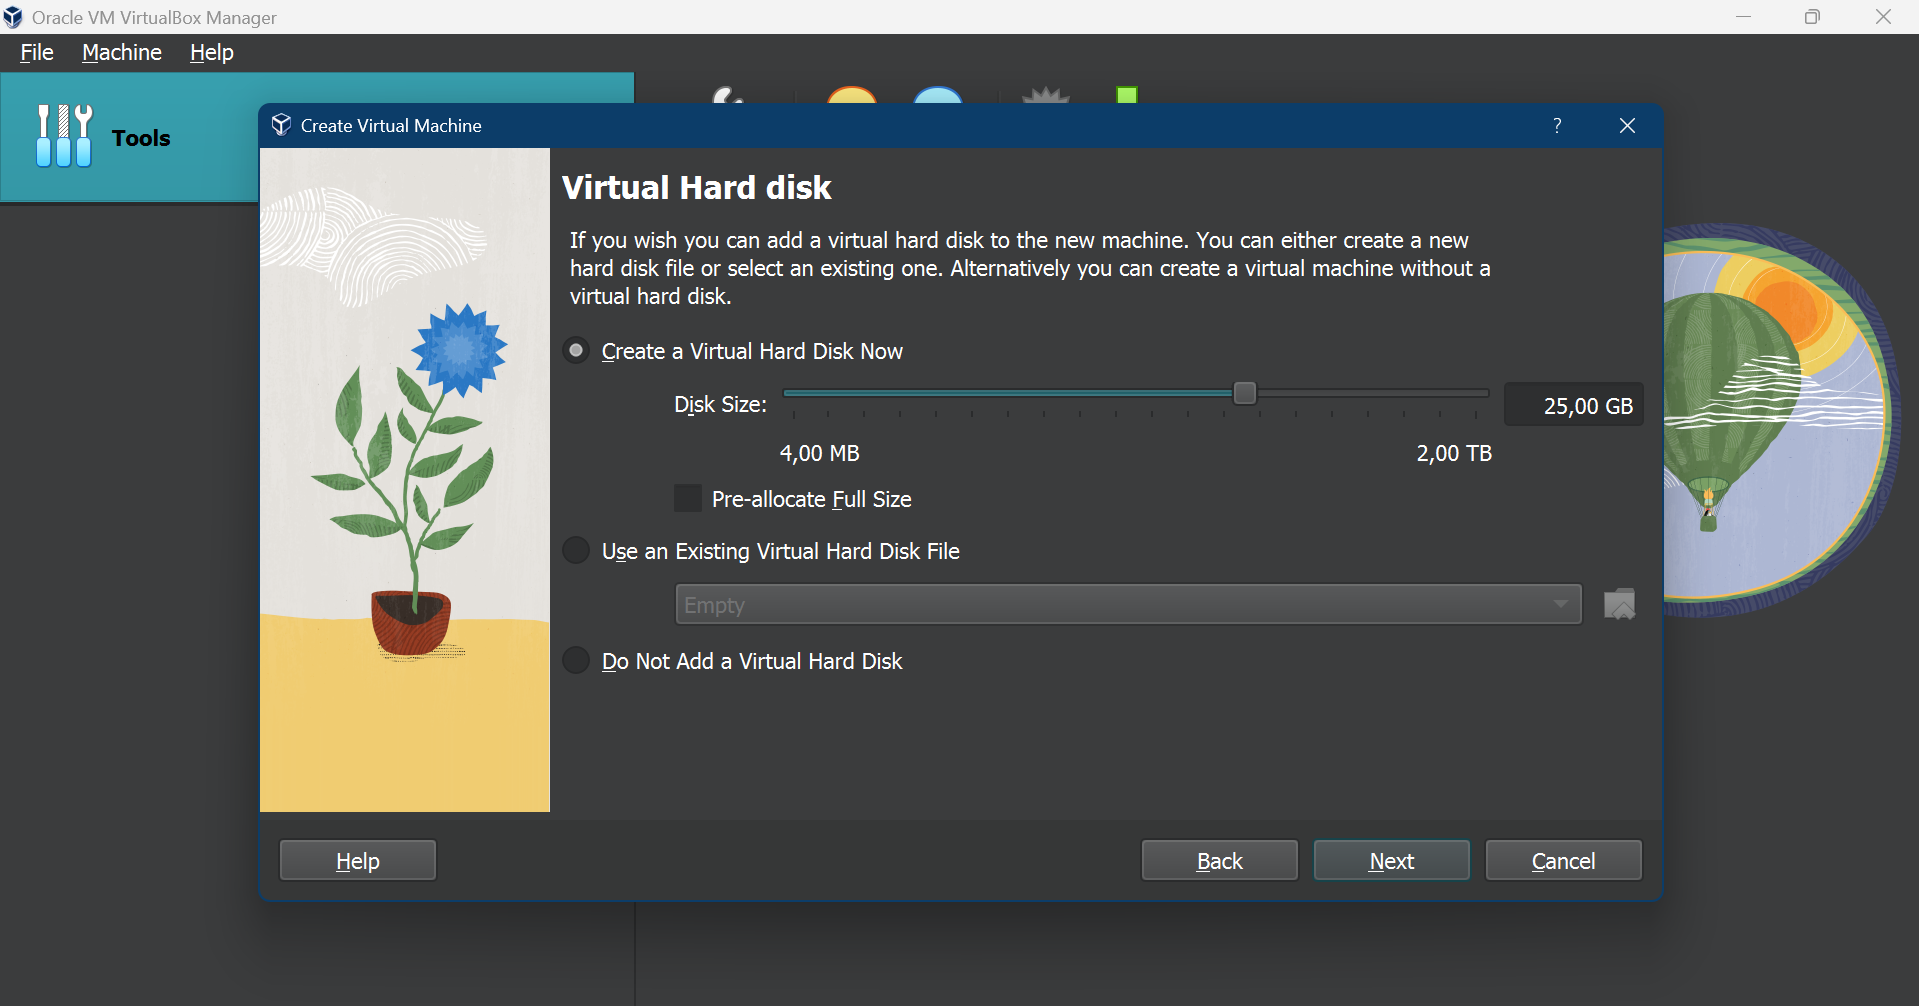 Oracle VM VirtualBox Manager
File Machine Help
Tools
Create Virtual Machine
?
Virtual Hard disk
If you wish you can add a virtual hard disk to the new machine. You can either create a new
hard disk file or select an existing one. Alternatively you can create a virtual machine without a
virtual hard disk.
Create a Virtual Hard Disk Now
Disk Size:
25,00 GB
4,00 MB 2,00 TB
Pre-allocate Full Size
Use an Existing Virtual Hard Disk File
Empty
Do Not Add a Virtual Hard Disk
Help Back Next Cancel